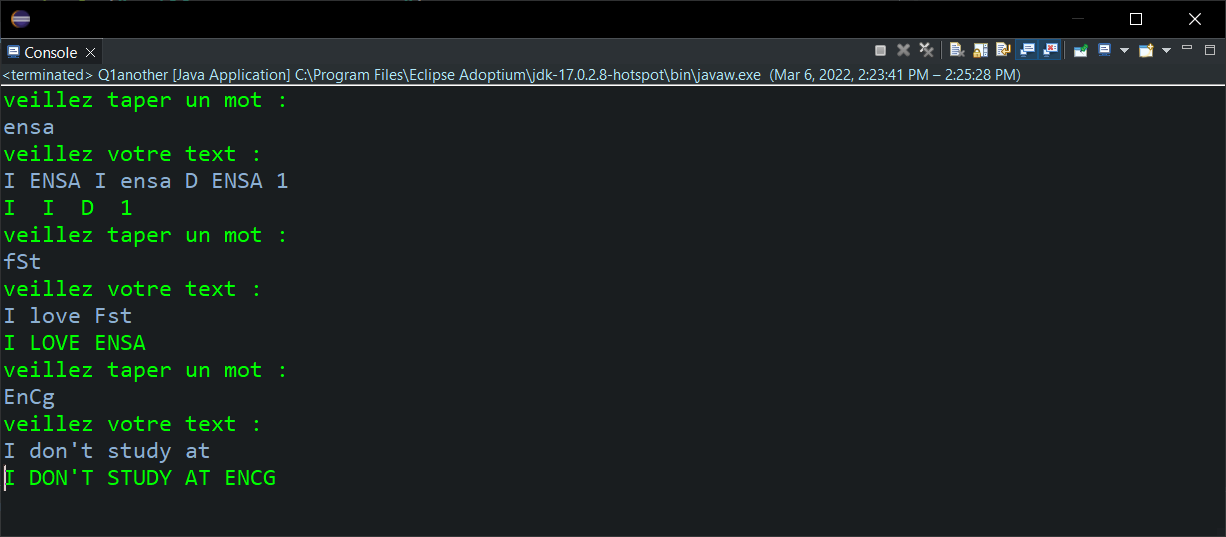 Console
<terminated> Q1another [Java Application] C:\Program Files\Eclipse Adoptium\jdk-17.0.2.8-hotspot\bin\javaw.exe (Mar 6, 2022, 2:23:41 PM – 2:25:28 PM)
veillez taper un mot :
ensa
veillez votre text :
I ENSA I ensa D ENSA 1
I  I  D  1
veillez taper un mot :
fSt
veillez votre text :
I love Fst
I LOVE ENSA
veillez taper un mot :
EnCg
veillez votre text :
I don't study at
I DON'T STUDY AT ENCG